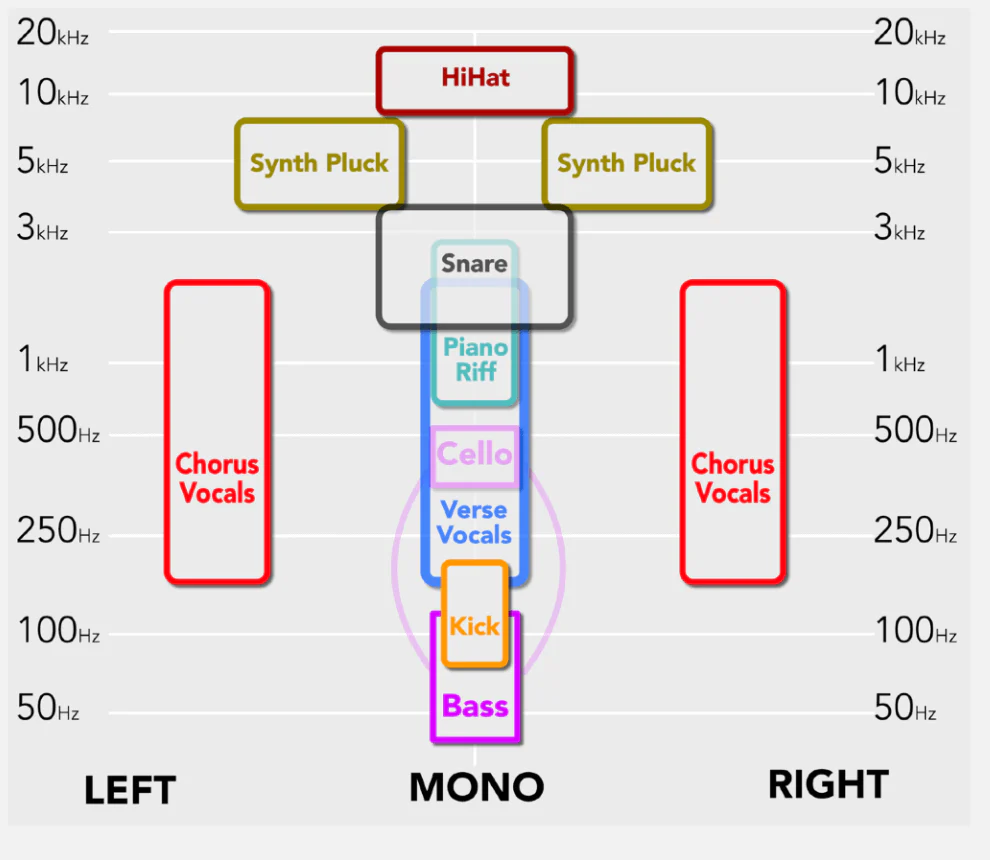 20kHz
20kHz
HiHat
10kHz
10kHz
Synth Pluck
Synth Pluck
5kHz
5kHz
3kHz
3kHz
Snare
1kHz
1kHz
Piano
Riff
500Hz
500Hz
Cello
Chorus
Vocals
Chorus
Vocals
Verse
Vocals
250Hz
250Hz
Kick
100Hz
100Hz
Bass
50Hz
50Hz
LEFT
MONO
RIGHT